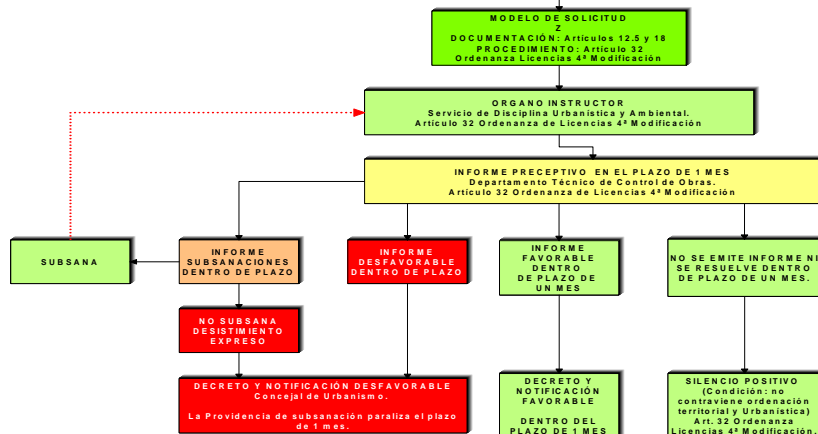 MODELO DE SOLICITUD
Z
DOCUMENTACIÓN: Artículos 12.5 y 18
PROCEDIMIENTO: Artículo 32
Ordenanza Licencias 4ª Modificación
ORGANO INSTRUCTOR
Servicio de Disciplina Urbanística y Ambiental.
Artículo 32 Ordenanza de Licencias 4ª Modificación
INFORME PRECEPTIVO EN EL PLAZO DE 1 MES
Departamento Técnico de Control de Obras.
Artículo 32 Ordenanza de Licencias 4ª Modificación
SUBSANA
INFORME
SUBSANACIONES
DENTRO DE PLAZO
INFORME
DESFAVORABLE
DENTRO DE PLAZO
INFORME
FAVORABLE
DENTRO
DE PLAZO DE
UN MES
NO SE EMITE INFORME NI
SE RESUELVE DENTRO
DE PLAZO DE UN MES.
NO SUBSANA
DESISTIMIENTO
EXPRESO
DECRETO Y NOTIFICACIÓN DESFAVORABLE
Concejal de Urbanismo.
La Providencia de subsanación paraliza el plazo
de 1 mes.
DECRETO Y
NOTIFICACIÓN
FAVORABLE
DENTRO DEL
PLAZO DE 1 MES
SILENCIO POSITIVO
(Condición: no
contraviene ordenación
territorial y Urbanística)
Art. 32 Ordenanza
Licencias 4ª Modificación.